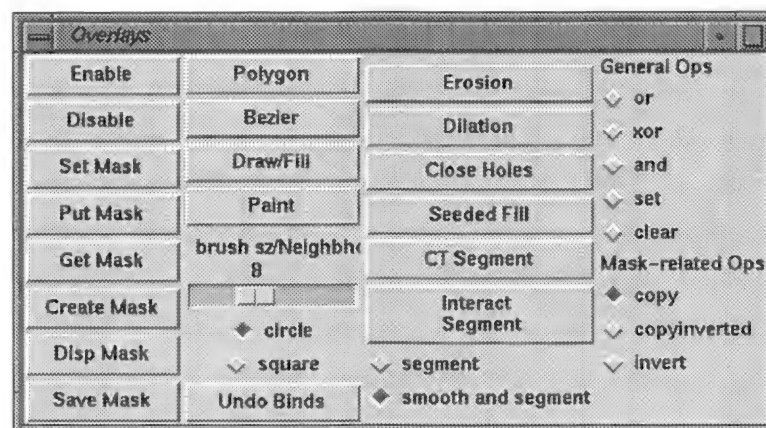 Overlays
Enable
Disable
Set Mask
Put Mask
Get Mask
Create Mask
Disp Mask
Save Mask
Polygon
Bezier
Draw/Fill
Paint
brush sz/Neighbho
8
circle
square
Undo Binds
Erosion
Dilation
Close Holes
Seeded Fill
CT Segment
Interact
Segment
segment
smooth and segment
General Ops
or
xor
and
set
clear
Mask-related Ops
copy
copyinverted
invert